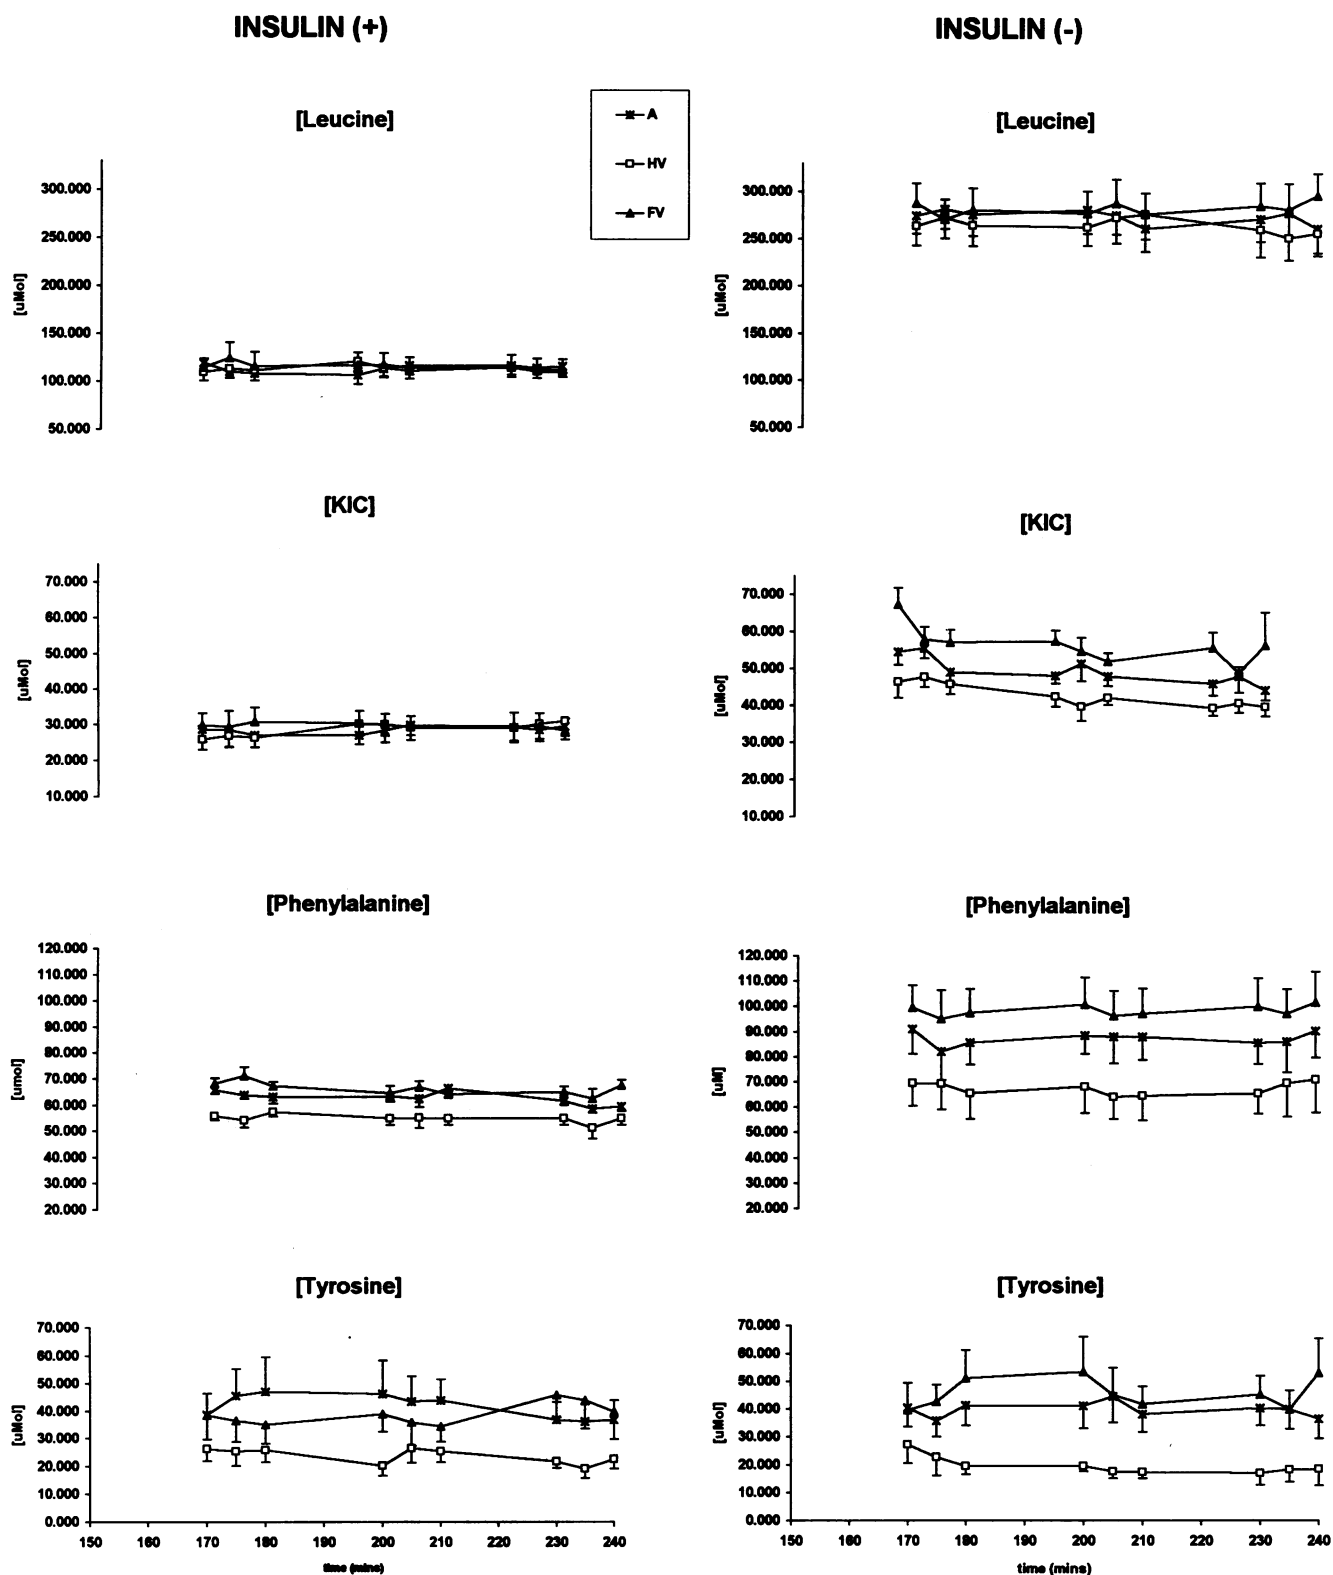 INSULIN (+)
INSULIN (-)
[Leucine]
A
HV
FV
300.000
250.000
200.000
150.000
100.000
50.000
[uMol]
[Leucine]
300.000
250.000
200.000
150.000
100.000
50.000
[uMol]
[KIC]
70.000
60.000
50.000
40.000
30.000
20.000
10.000
[uMol]
[KIC]
70.000
60.000
50.000
40.000
30.000
20.000
10.000
[uMol]
[Phenylalanine]
120.000
110.000
100.000
90.000
80.000
70.000
60.000
50.000
40.000
30.000
20.000
[umol]
[Phenylalanine]
120.000
110.000
100.000
90.000
80.000
70.000
60.000
50.000
40.000
30.000
20.000
[uM]
[Tyrosine]
70.000
60.000
50.000
40.000
30.000
20.000
10.000
0.000
[uMol]
150 160 170 180 190 200 210 220 230 240
time (mins)
[Tyrosine]
70.000
60.000
50.000
40.000
30.000
20.000
10.000
0.000
[uMol]
150 160 170 180 190 200 210 220 230 240
time (mins)